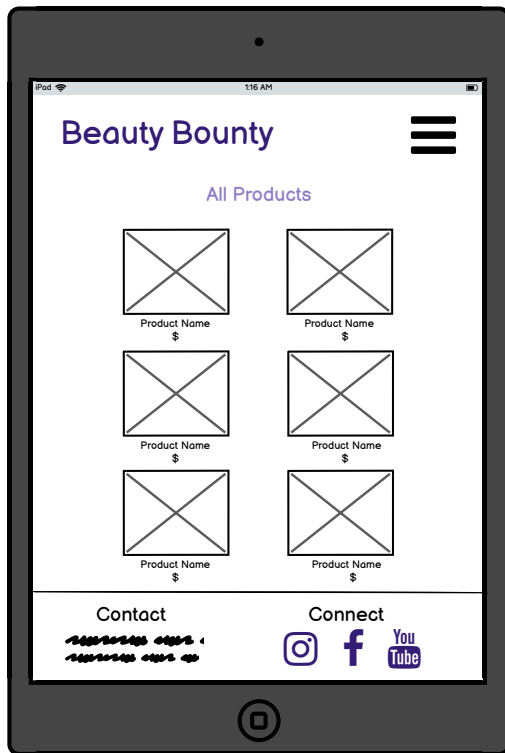 iPad 1:16 AM
Beauty Bounty
All Products
Product Name Product Name
$ $
Product Name Product Name
$ $
Product Name Product Name
$ $
Contact Connect
You
Tube